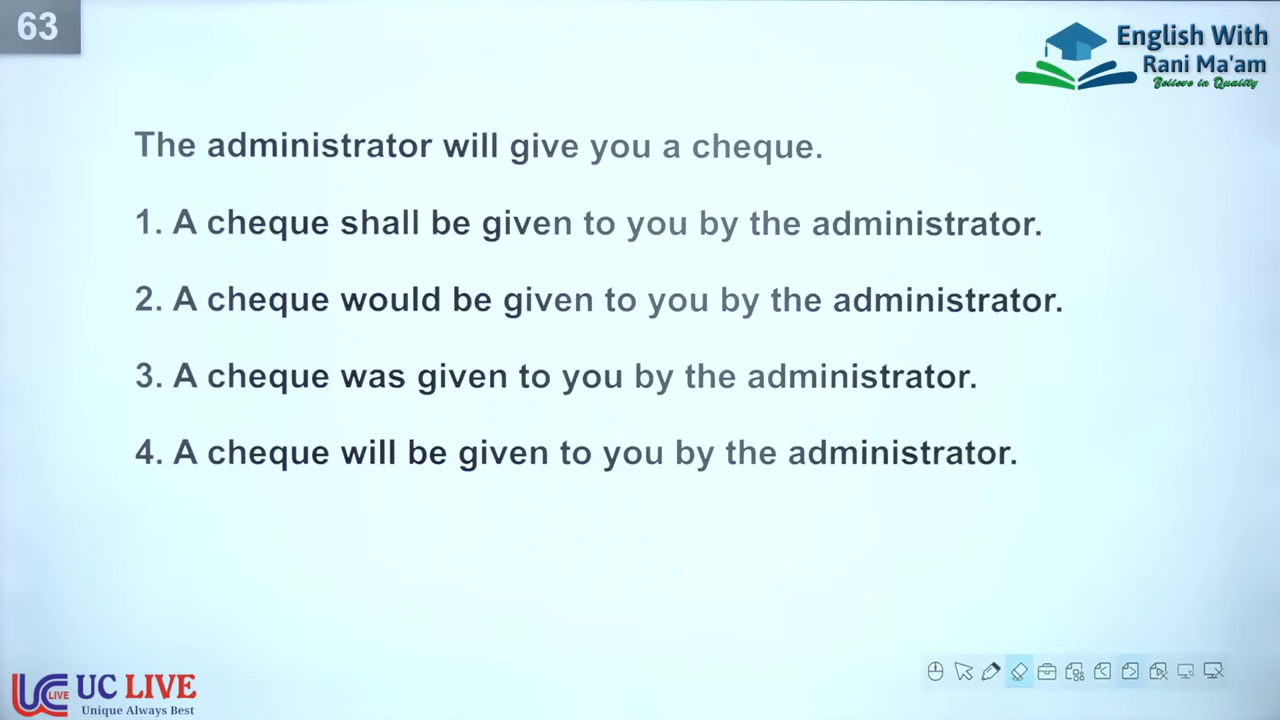 63
English With
Rani Ma'am
Believe in Quality
The administrator will give you a cheque.
1. A cheque shall be given to you by the administrator.
2. A cheque would be given to you by the administrator.
3. A cheque was given to you by the administrator.
4. A cheque will be given to you by the administrator.
UC LIVE
LIVE
Unique Always Best